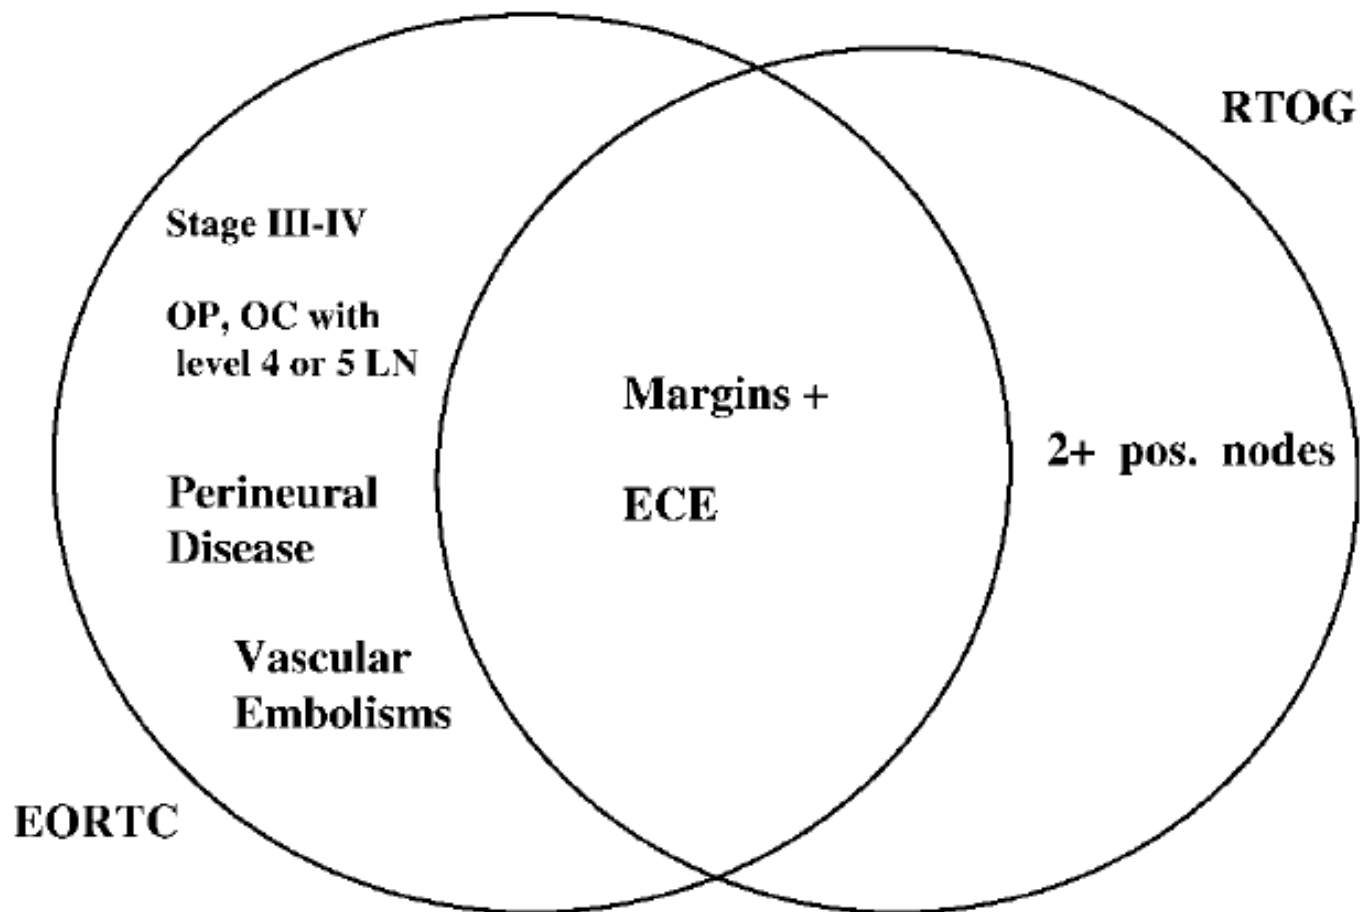 RTOG
Stage III-IV
OP, OC with
level 4 or 5 LN
Perineural
Disease
Vascular
Embolisms
EORTC
Margins +
ECE
2+ pos. nodes